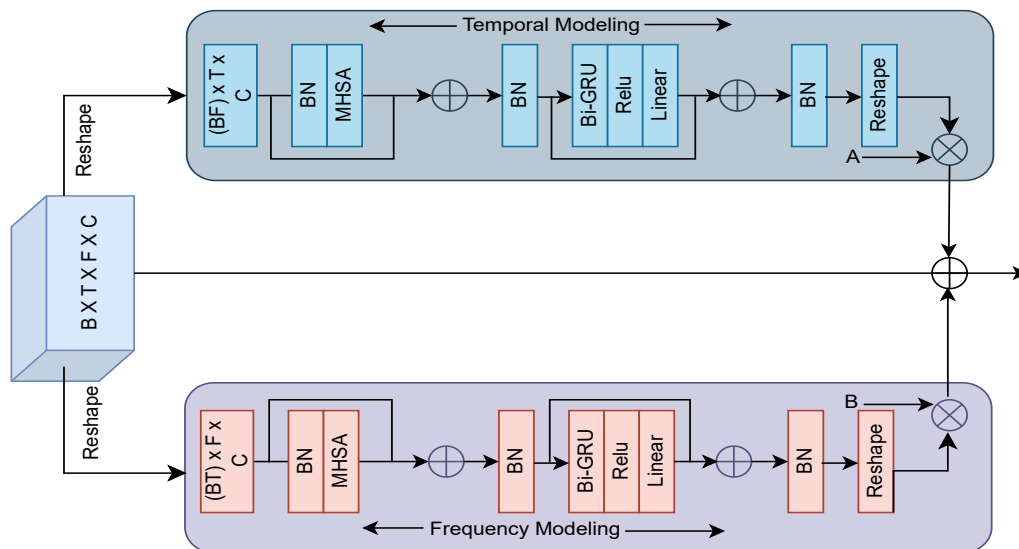 Temporal Modeling
(BF) x T x
C
BN
MHSA
BN
Bi-GRU
Relu
Linear
BN
Reshape
A
Reshape
B X T X F X C
Reshape
B
(BT) x F x
C
BN
MHSA
BN
Bi-GRU
Relu
Linear
BN
Reshape
Frequency Modeling